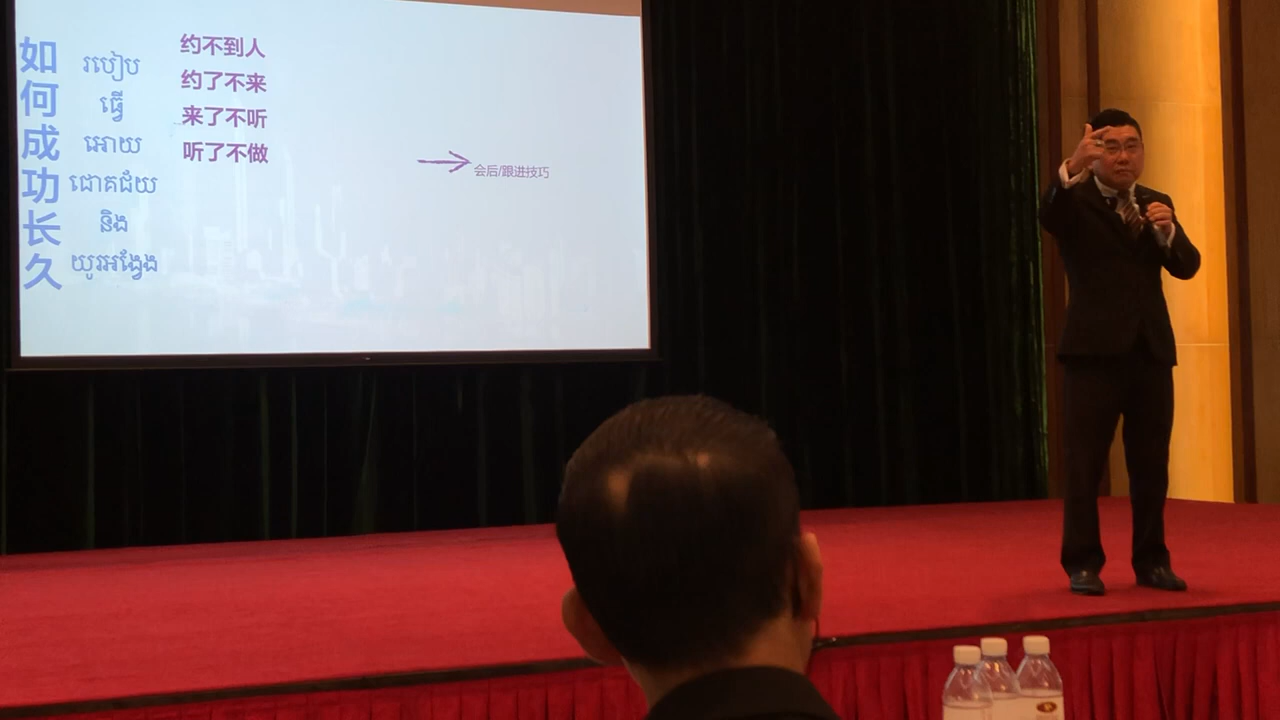 如何成功长久
របៀប
ធ្វើ
អោយ
ជោគជ័យ
និង
យូរអង្វែង
约不到人
约了不来
来了不听
听了不做
会后/跟进技巧